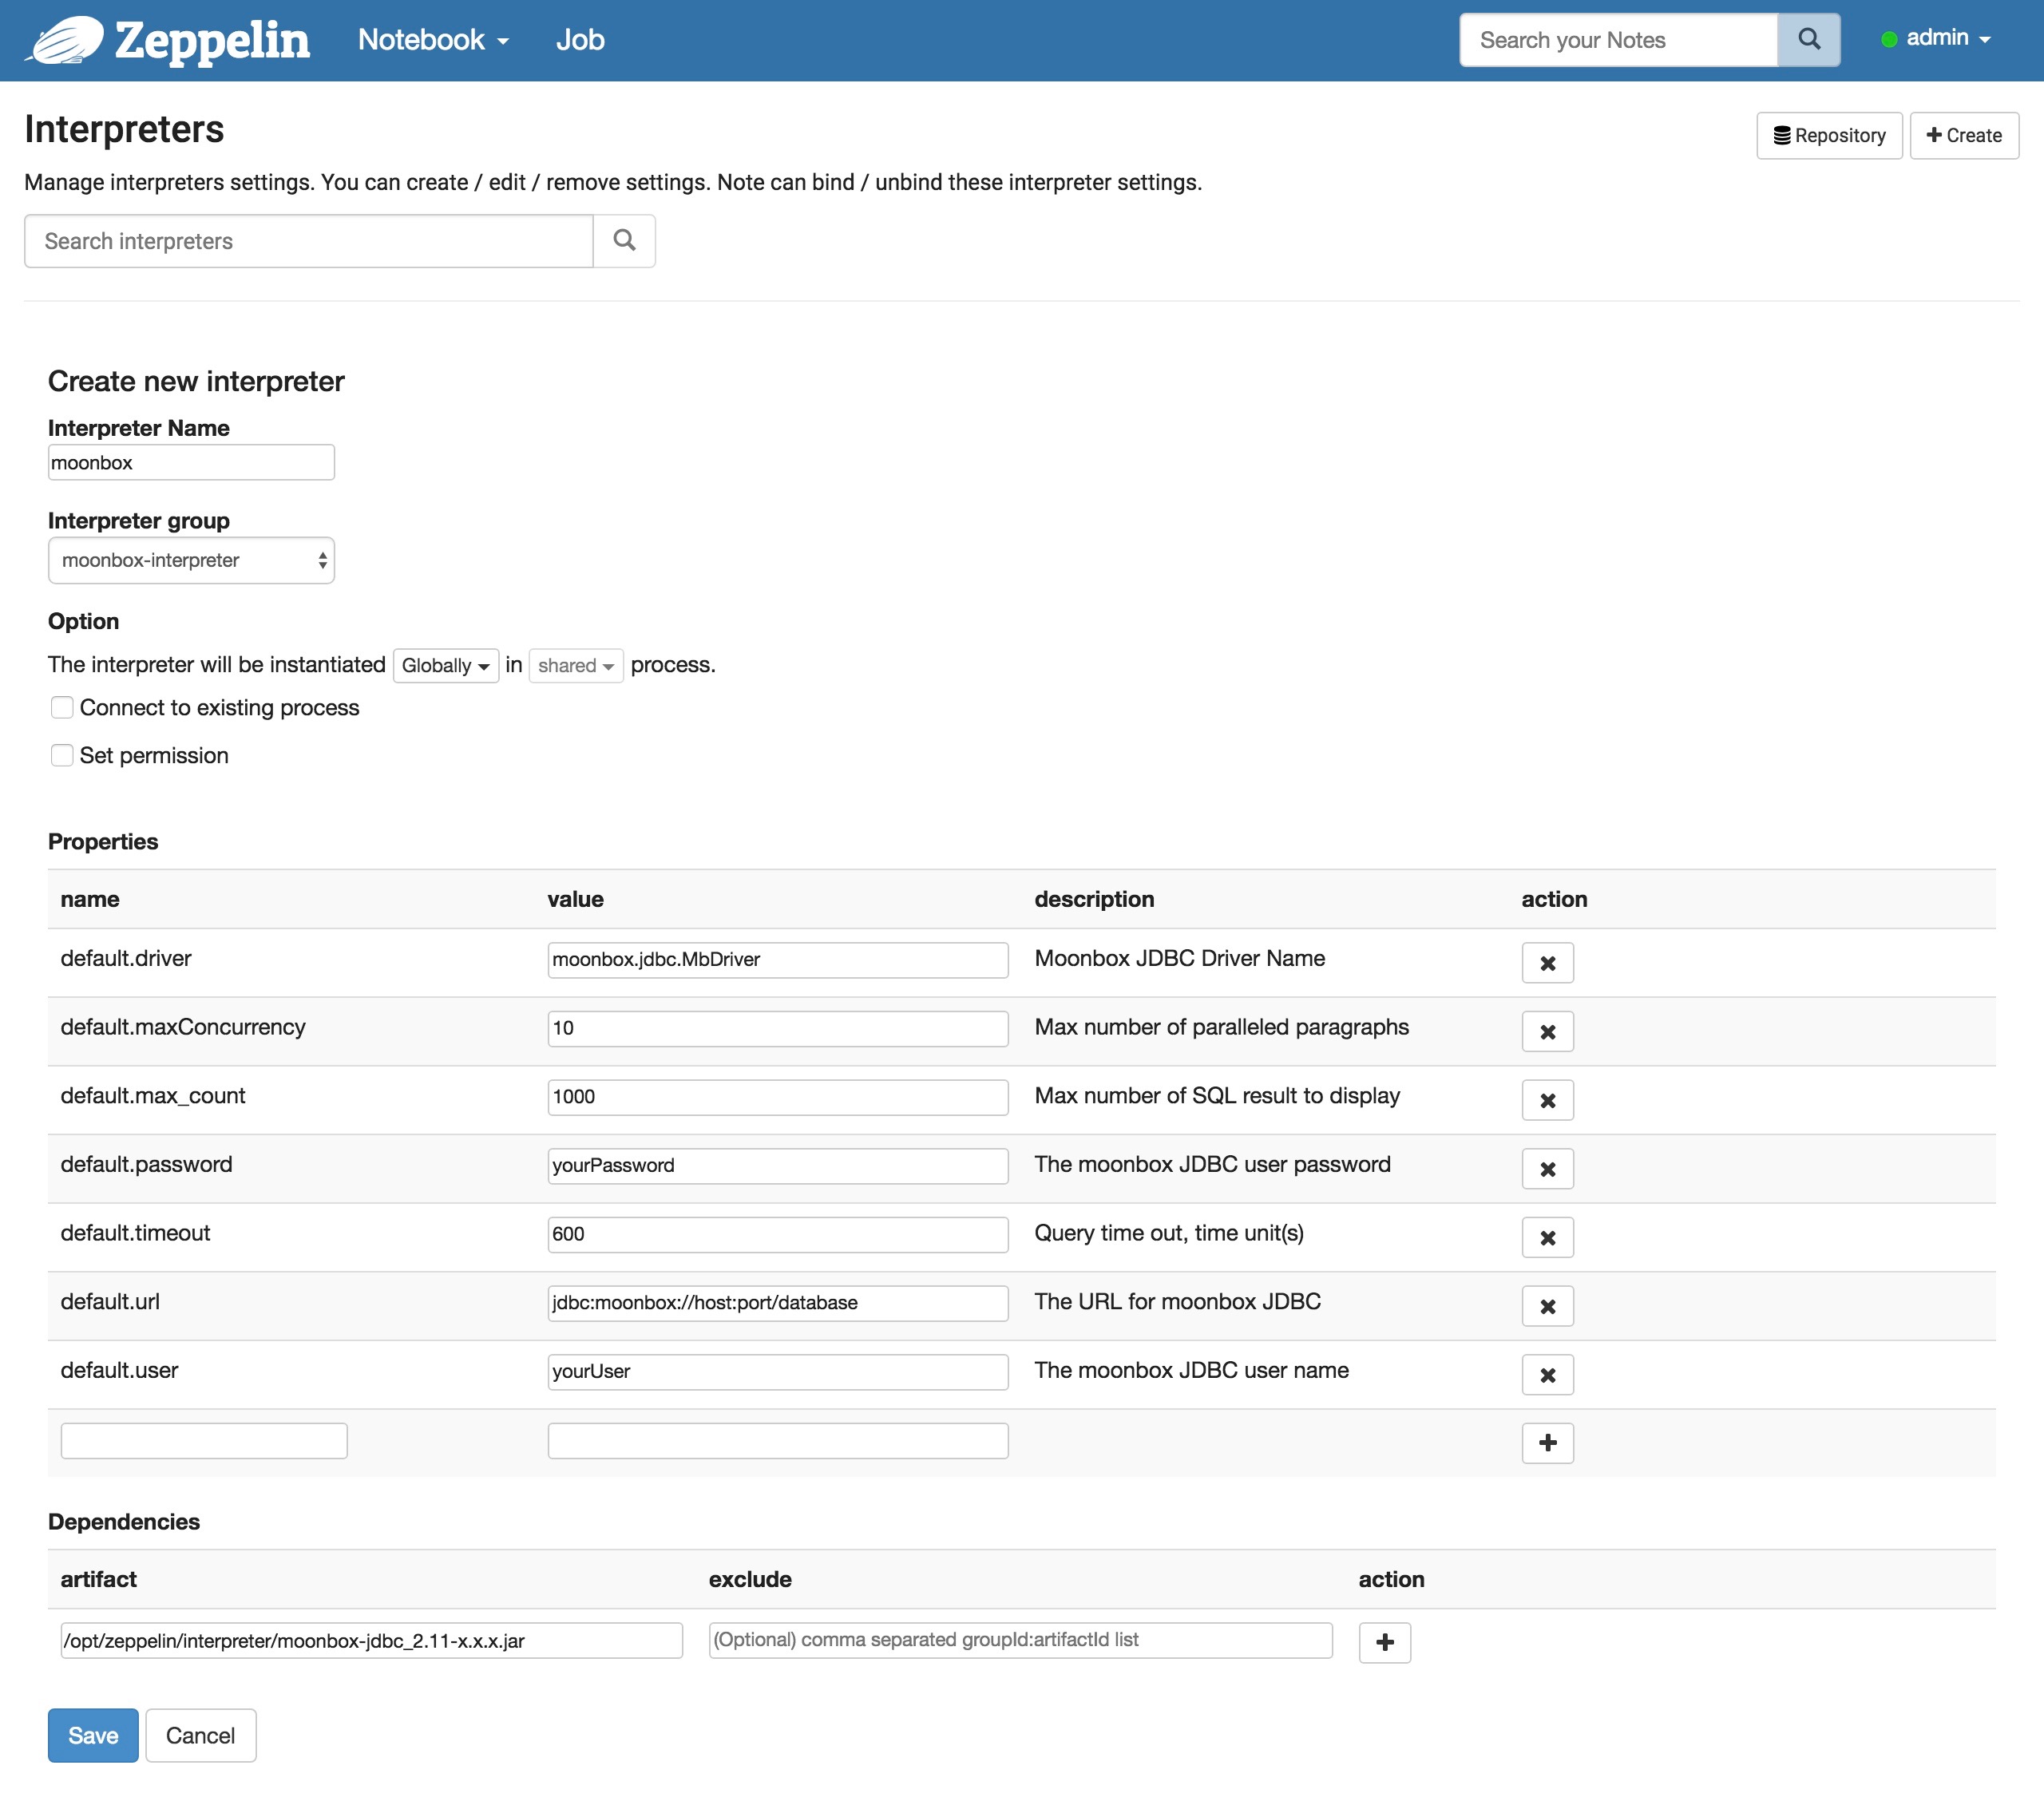 Zeppelin Notebook Job Search your Notes admin
Interpreters Repository Create
Manage interpreters settings. You can create / edit / remove settings. Note can bind / unbind these interpreter settings.
Search interpreters
Create new interpreter
Interpreter Name
moonbox
Interpreter group
moonbox-interpreter
Option
The interpreter will be instantiated Globally in shared process.
Connect to existing process
Set permission
Properties
name value description action
default.driver moonbox.jdbc.MbDriver Moonbox JDBC Driver Name
default.maxConcurrency 10 Max number of paralleled paragraphs
default.max_count 1000 Max number of SQL result to display
default.password yourPassword The moonbox JDBC user password
default.timeout 600 Query time out, time unit(s)
default.url jdbc:moonbox://host:port/database The URL for moonbox JDBC
default.user yourUser The moonbox JDBC user name
Dependencies
artifact exclude action
/opt/zeppelin/interpreter/moonbox-jdbc_2.11-x.x.x.jar (Optional) comma separated groupId:artifactId list
Save Cancel